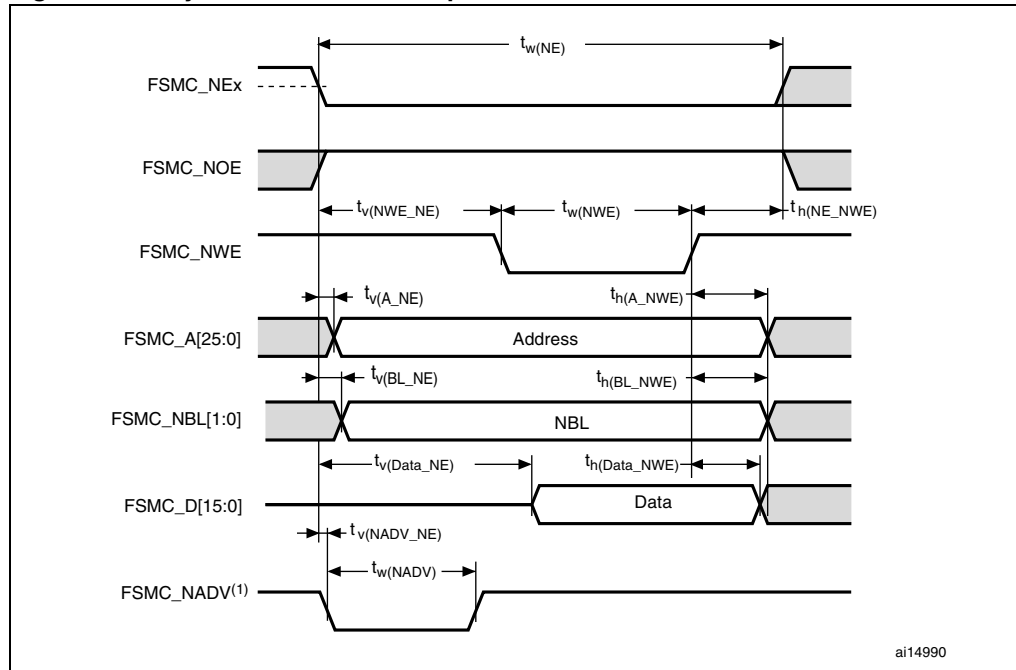 tw(NE)
FSMC_NEx
FSMC_NOE
tv(NWE_NE)
tw(NWE)
t h(NE_NWE)
FSMC_NWE
tv(A_NE)
th(A_NWE)
FSMC_A[25:0]
Address
tv(BL_NE)
th(BL_NWE)
FSMC_NBL[1:0]
NBL
tv(Data_NE)
th(Data_NWE)
FSMC_D[15:0]
Data
t v(NADV_NE)
tw(NADV)
FSMC_NADV(1)
ai14990